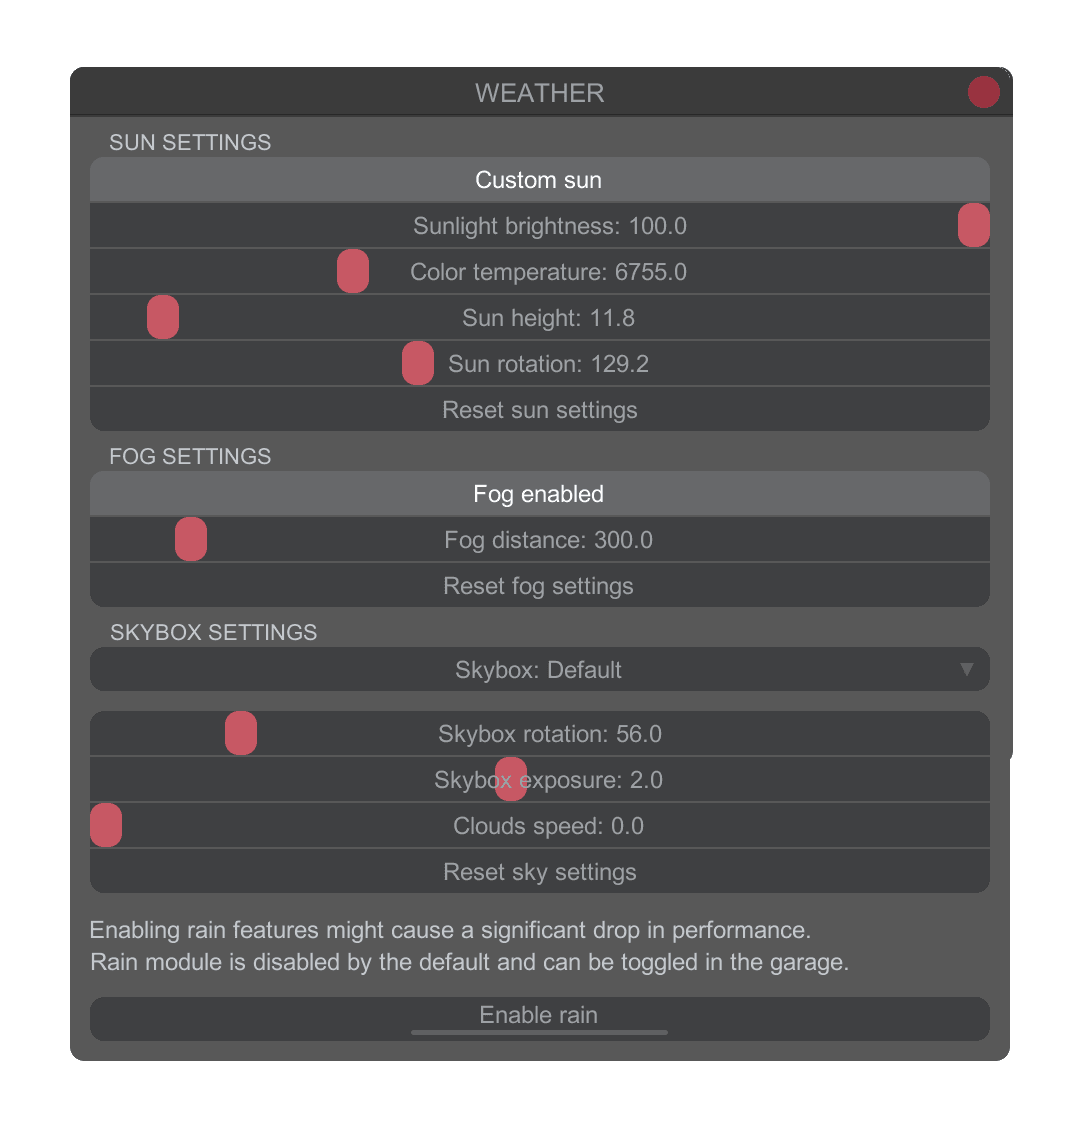 WEATHER
SUN SETTINGS
Custom sun
Sunlight brightness: 100.0
Color temperature: 6755.0
Sun height: 11.8
Sun rotation: 129.2
Reset sun settings
FOG SETTINGS
Fog enabled
Fog distance: 300.0
Reset fog settings
SKYBOX SETTINGS
Skybox: Default
Skybox rotation: 56.0
Skybox exposure: 2.0
Clouds speed: 0.0
Reset sky settings
Enabling rain features might cause a significant drop in performance.
Rain module is disabled by the default and can be toggled in the garage.
Enable rain